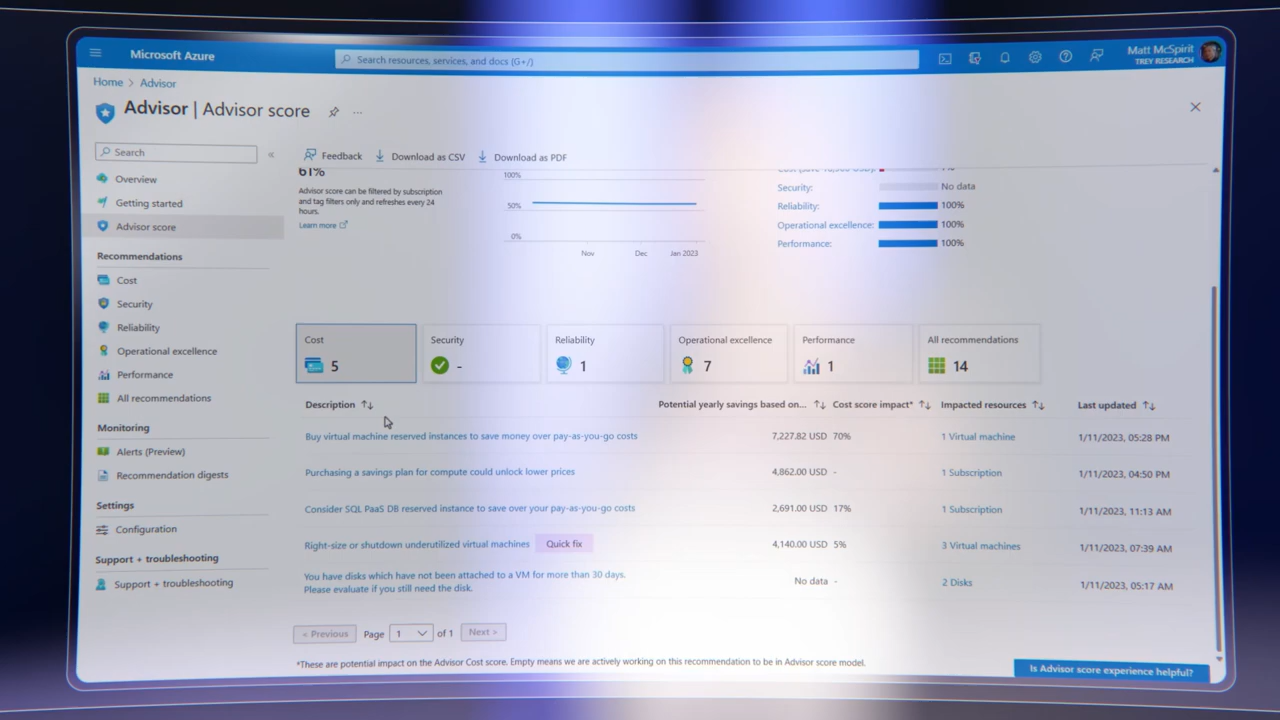 Microsoft Azure
Search resources, services, and docs (G+/)
Matt McSpirit
TREY RESEARCH
Home > Advisor
Advisor | Advisor score
Search
Feedback
Download as CSV
Download as PDF
Overview
Getting started
Advisor score
Recommendations
Cost
Security
Reliability
Operational excellence
Performance
All recommendations
Monitoring
Alerts (Preview)
Recommendation digests
Settings
Configuration
Support + troubleshooting
Support + troubleshooting
61%
Advisor score can be filtered by subscription
and tag filters only and refreshes every 24
hours.
Learn more
100%
50%
0%
Nov Dec Jan 2023
Security: No data
Reliability: 100%
Operational excellence: 100%
Performance: 100%
Cost
5
Security
-
Reliability
1
Operational excellence
7
Performance
1
All recommendations
14
Description Potential yearly savings based on... Cost score impact* Impacted resources Last updated
Buy virtual machine reserved instances to save money over pay-as-you-go costs 7,227.82 USD 70% 1 Virtual machine 1/11/2023, 05:28 PM
Purchasing a savings plan for compute could unlock lower prices 4,862.00 USD - 1 Subscription 1/11/2023, 04:50 PM
Consider SQL PaaS DB reserved instance to save over your pay-as-you-go costs 2,691.00 USD 17% 1 Subscription 1/11/2023, 11:13 AM
Right-size or shutdown underutilized virtual machines Quick fix 4,140.00 USD 5% 3 Virtual machines 1/11/2023, 07:39 AM
You have disks which have not been attached to a VM for more than 30 days.
Please evaluate if you still need the disk. No data - 2 Disks 1/11/2023, 05:17 AM
< Previous Page 1 of 1 Next >
*These are potential impact on the Advisor Cost score. Empty means we are actively working on this recommendation to be in Advisor score model.
Is Advisor score experience helpful?